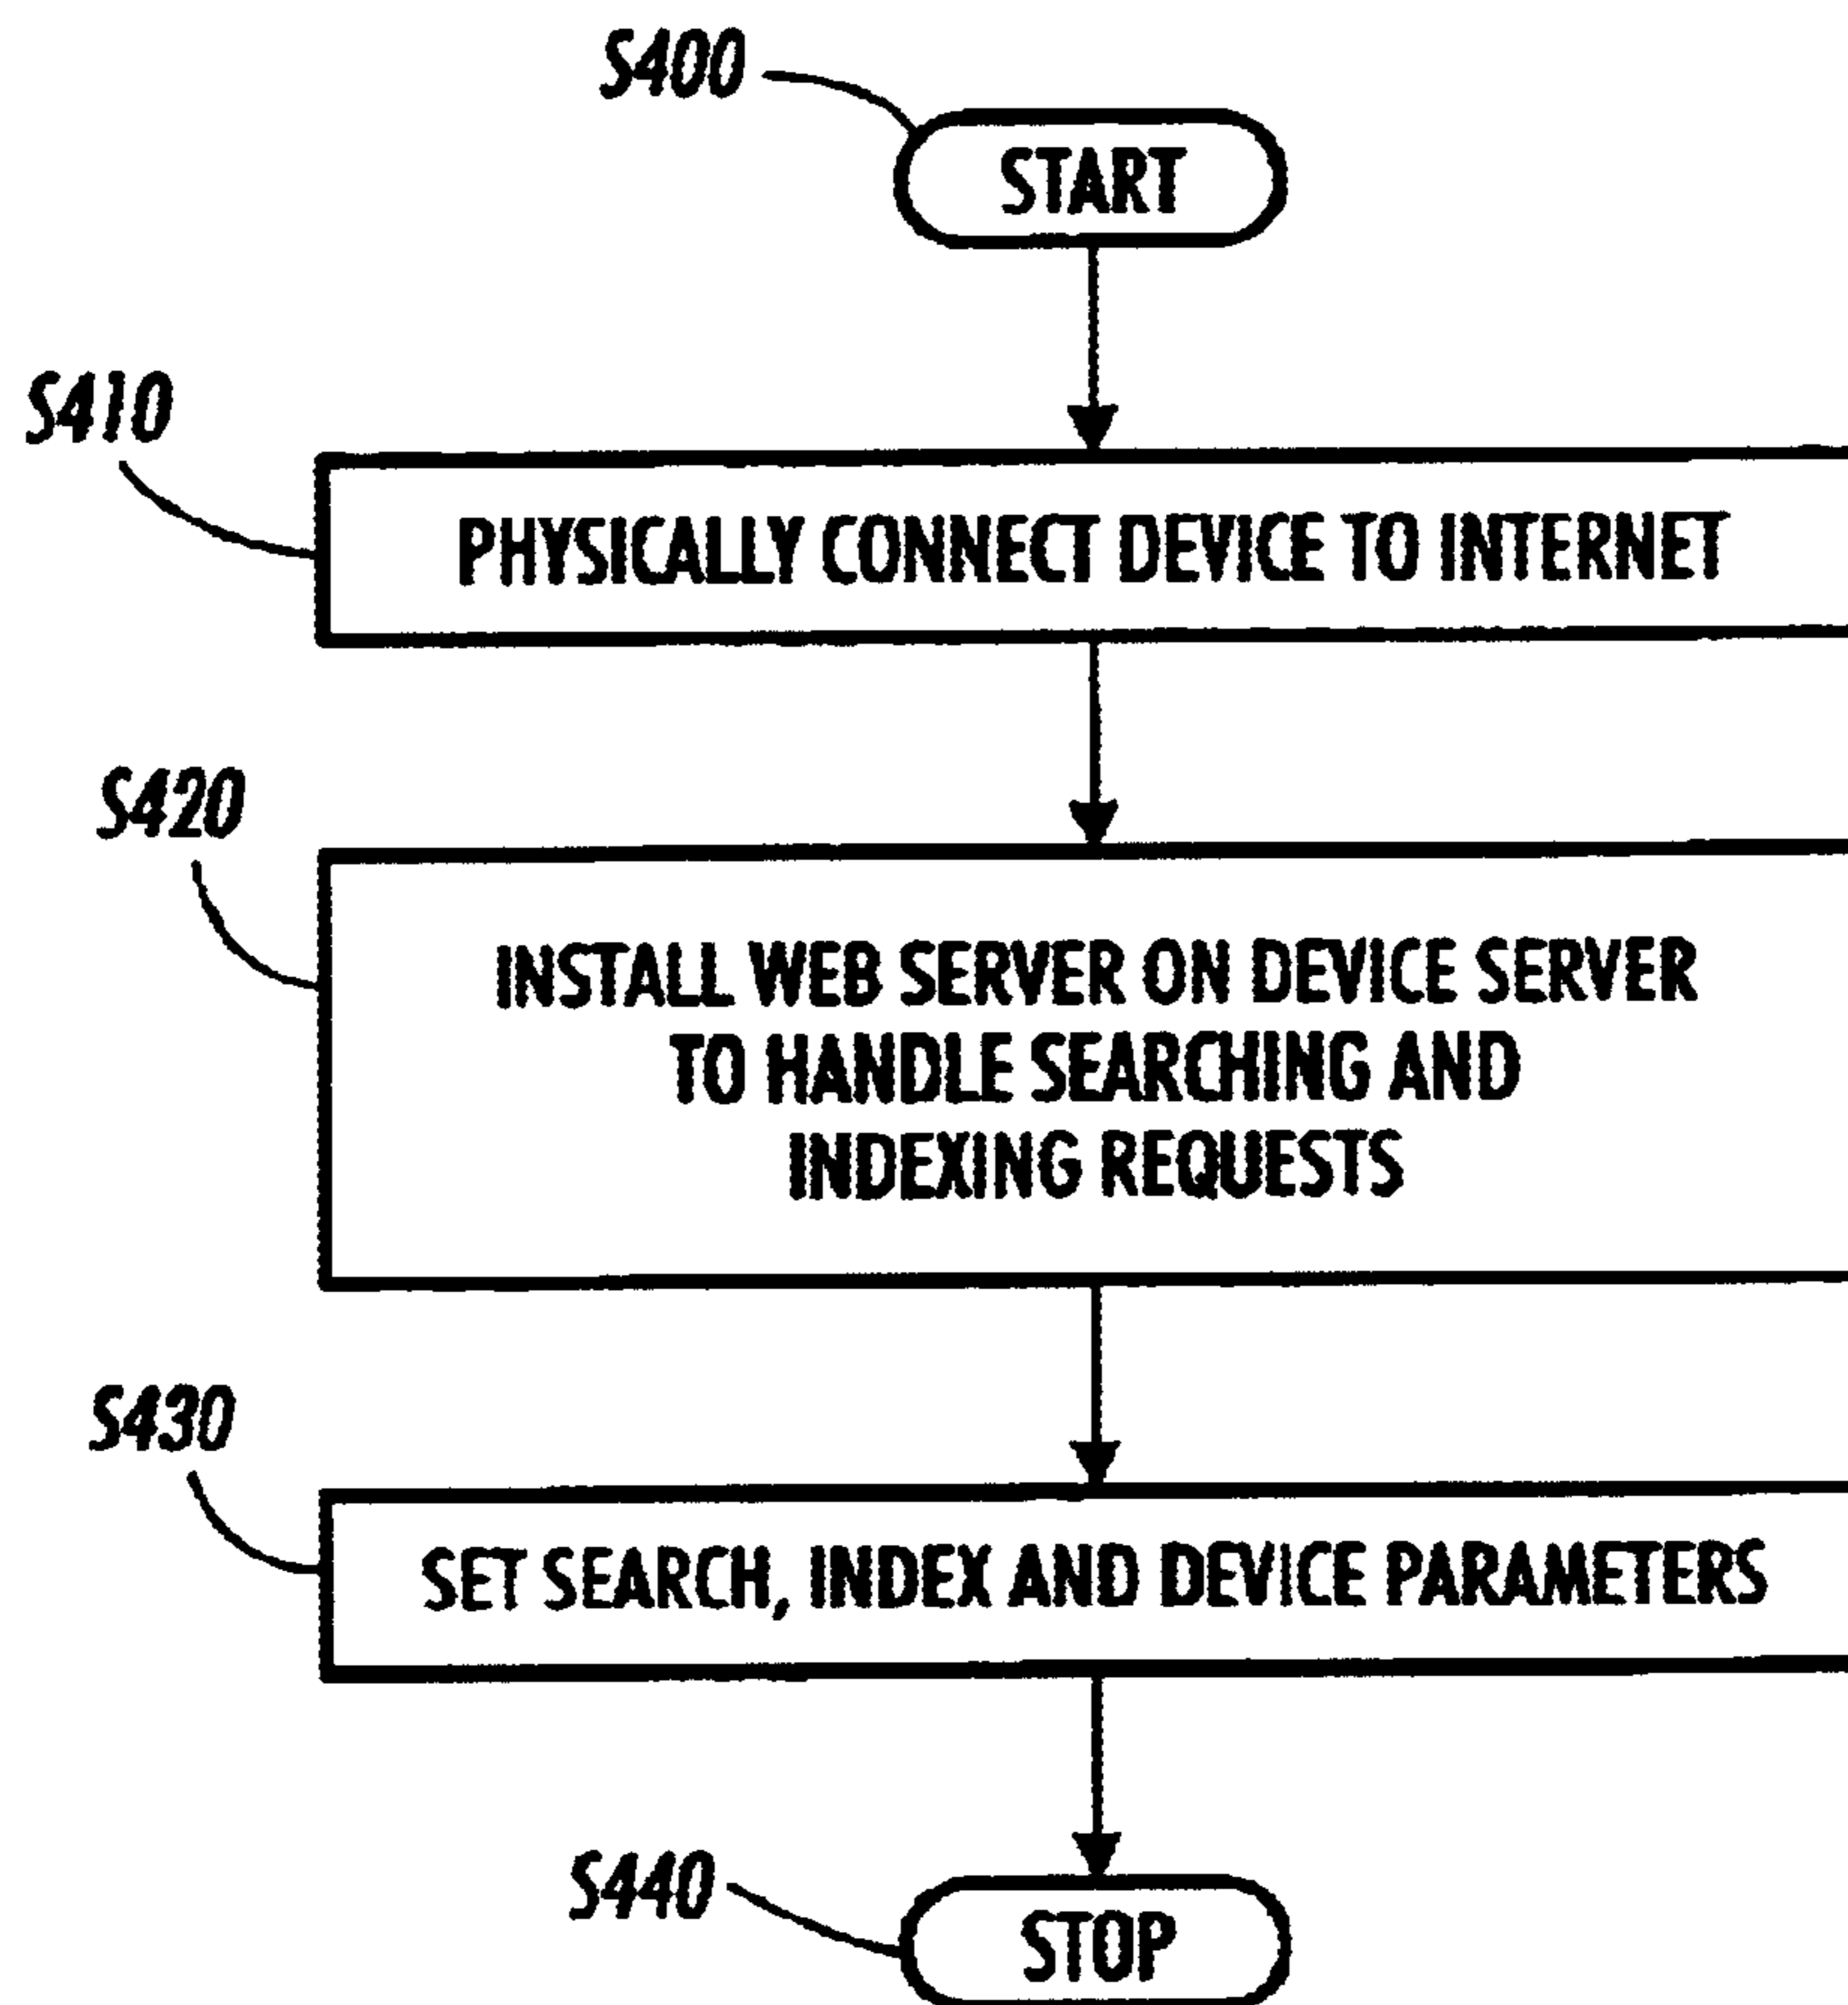 S400
START
S410
PHYSICALLY CONNECT DEVICE TO INTERNET
S420
INSTALL WEB SERVER ON DEVICE SERVER
TO HANDLE SEARCHING AND
INDEXING REQUESTS
S430
SET SEARCH, INDEX AND DEVICE PARAMETERS
S440
STOP